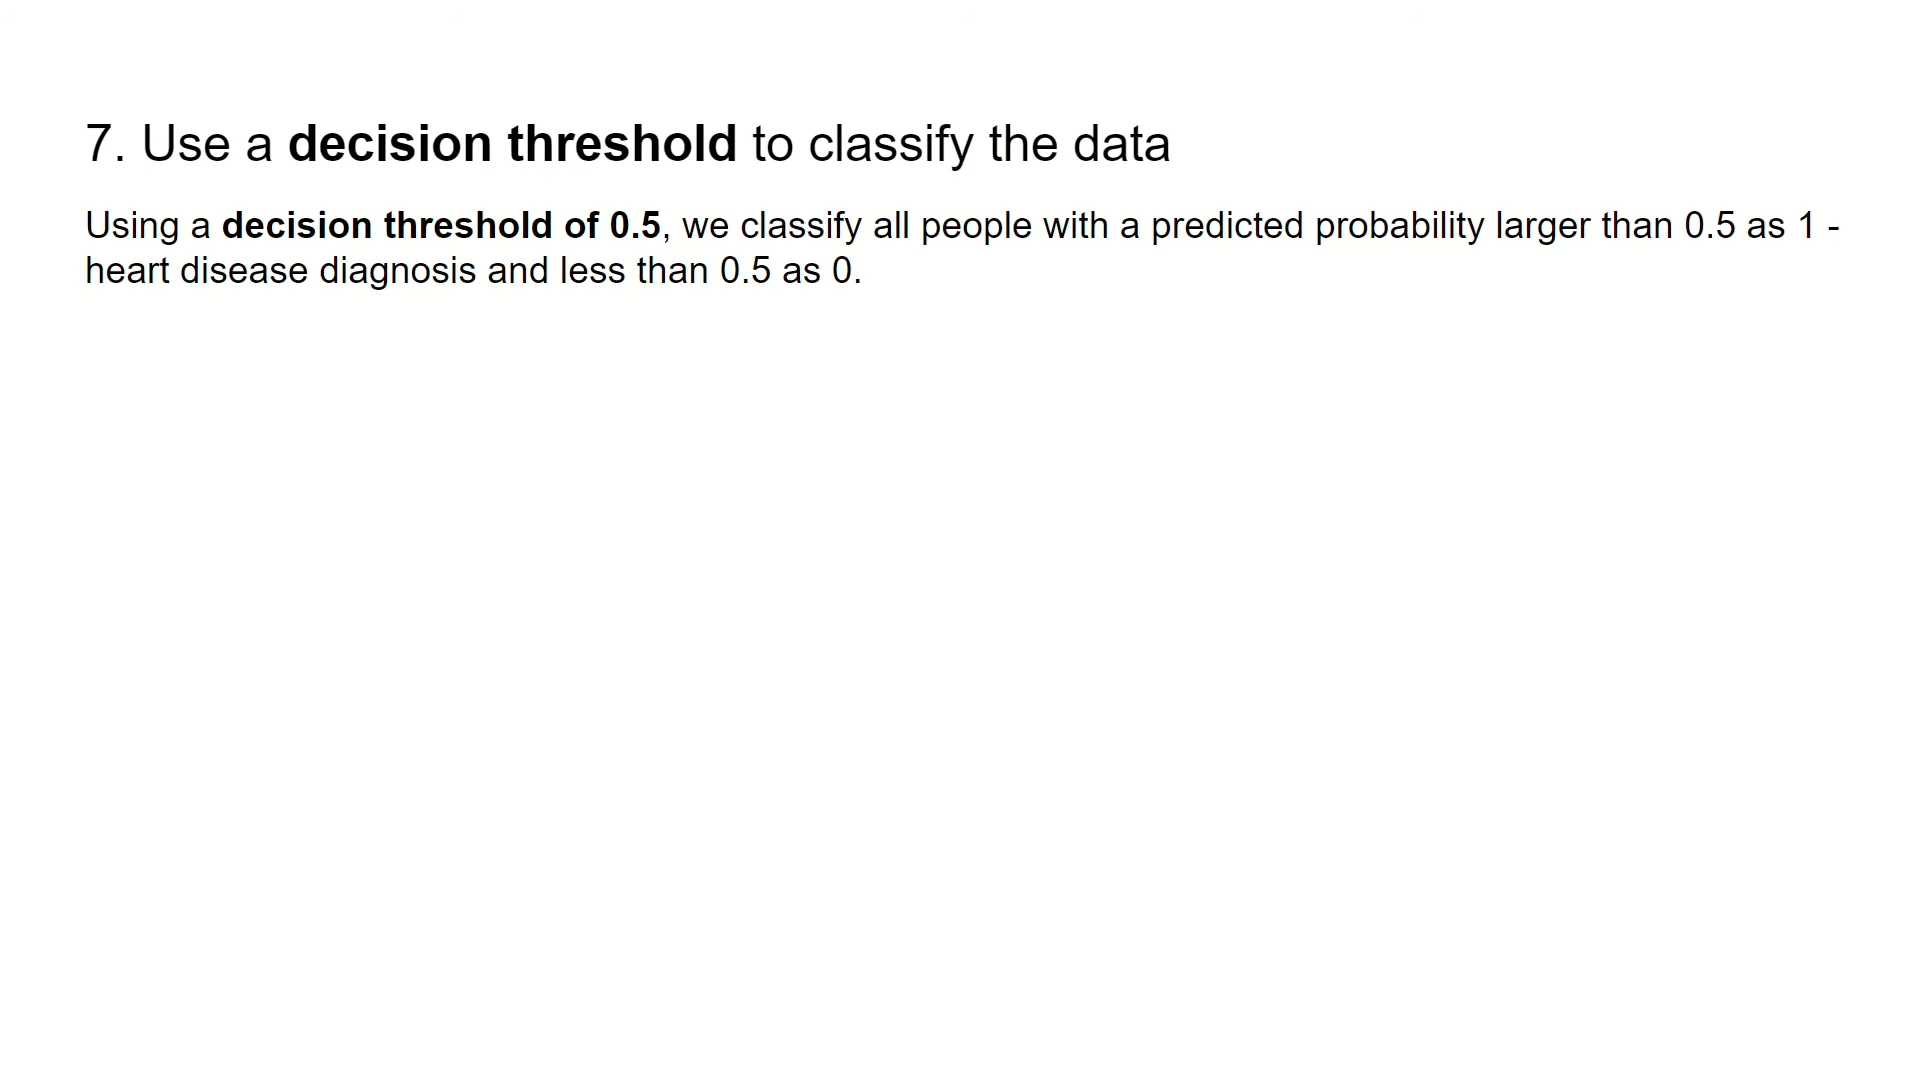 7. Use a decision threshold to classify the data
Using a decision threshold of 0.5, we classify all people with a predicted probability larger than 0.5 as 1 -
heart disease diagnosis and less than 0.5 as 0.